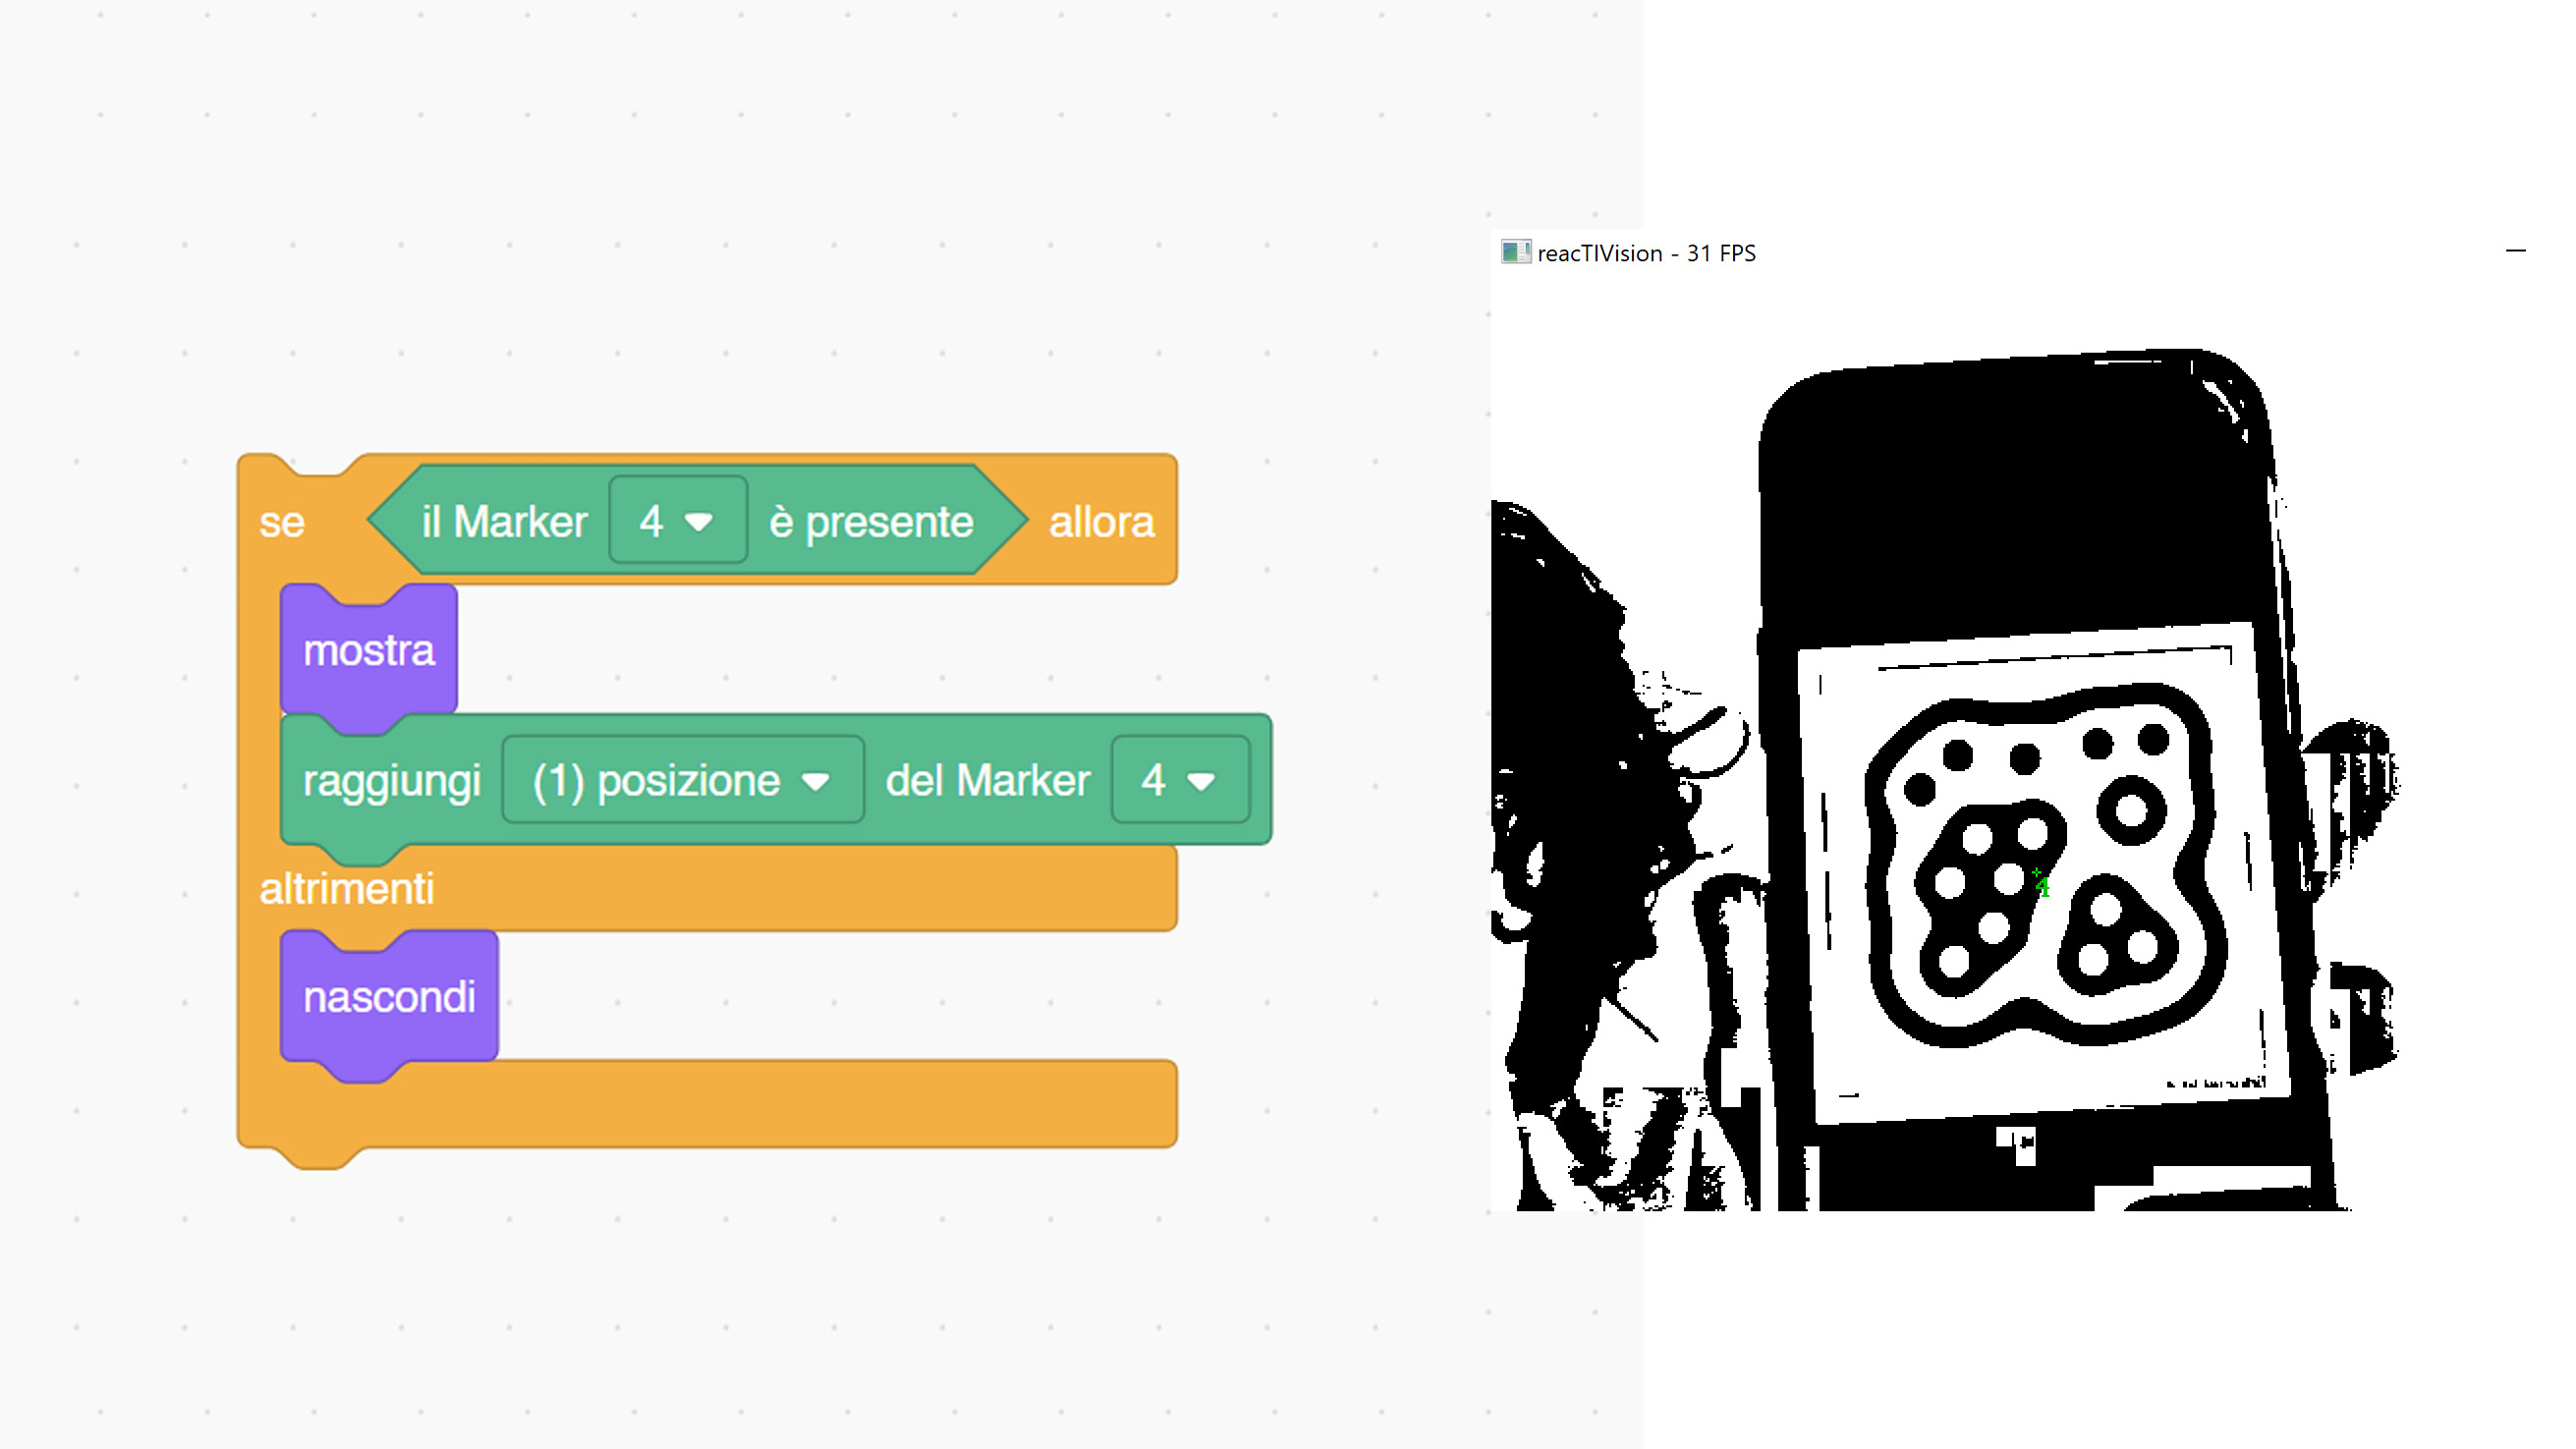 se il Marker 4 è presente allora
mostra
raggiungi (1) posizione del Marker 4
altrimenti
nascondi
reacTIVision - 31 FPS
4